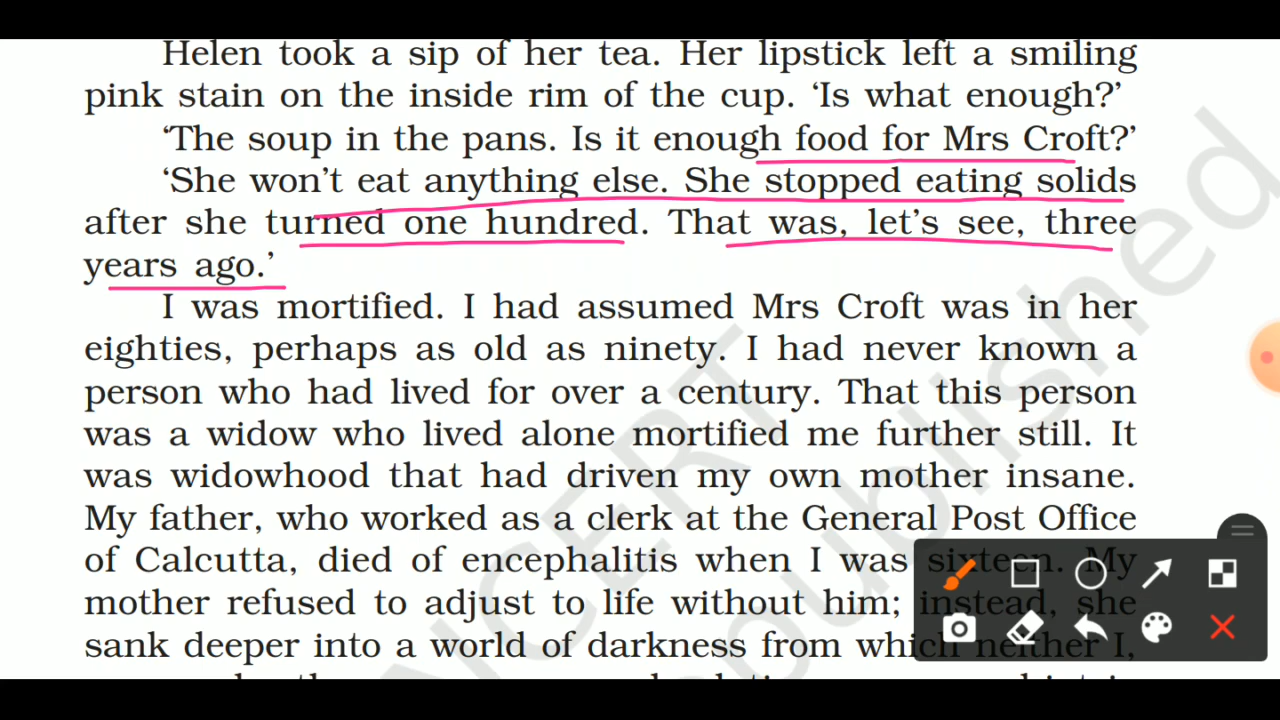 Helen took a sip of her tea. Her lipstick left a smiling
pink stain on the inside rim of the cup. ‘Is what enough?’
‘The soup in the pans. Is it enough food for Mrs Croft?’
‘She won’t eat anything else. She stopped eating solids
after she turned one hundred. That was, let’s see, three
years ago.’
I was mortified. I had assumed Mrs Croft was in her
eighties, perhaps as old as ninety. I had never known a
person who had lived for over a century. That this person
was a widow who lived alone mortified me further still. It
was widowhood that had driven my own mother insane.
My father, who worked as a clerk at the General Post Office
of Calcutta, died of encephalitis when I was sixteen. My
mother refused to adjust to life without him; instead, she
sank deeper into a world of darkness from which neither I,
NCERT
published